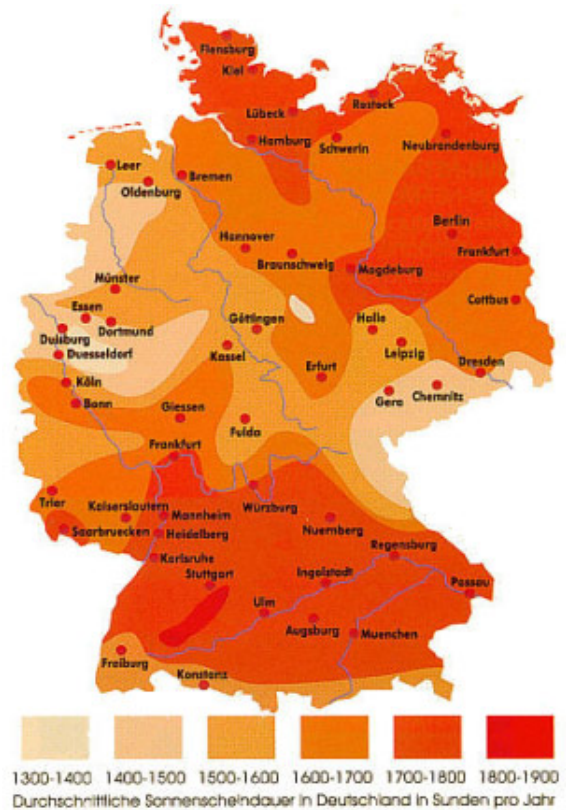 Flensburg
Kiel
Rostock
Lübeck
Hamburg
Schwerin
Neubrandenburg
Leer
Bremen
Oldenburg
Berlin
Hannover
Frankfurt
Braunschweig
Magdeburg
Münster
Cottbus
Essen
Göttingen
Halle
Duisburg
Dortmund
Duesseldorf
Kassel
Leipzig
Erfurt
Dresden
Köln
Gera
Chemnitz
Bonn
Giessen
Fulda
Frankfurt
Trier
Kaiserslautern
Mannheim
Würzburg
Saarbruecken
Heidelberg
Nuernberg
Karlsruhe
Regensburg
Stuttgart
Ingolstadt
Passau
Ulm
Augsburg
Muenchen
Freiburg
Konstanz
1300-1400 1400-1500 1500-1600 1600-1700 1700-1800 1800-1900
Durchschnittliche Sonnenscheindauer in Deutschland in Sunden pro Jahr